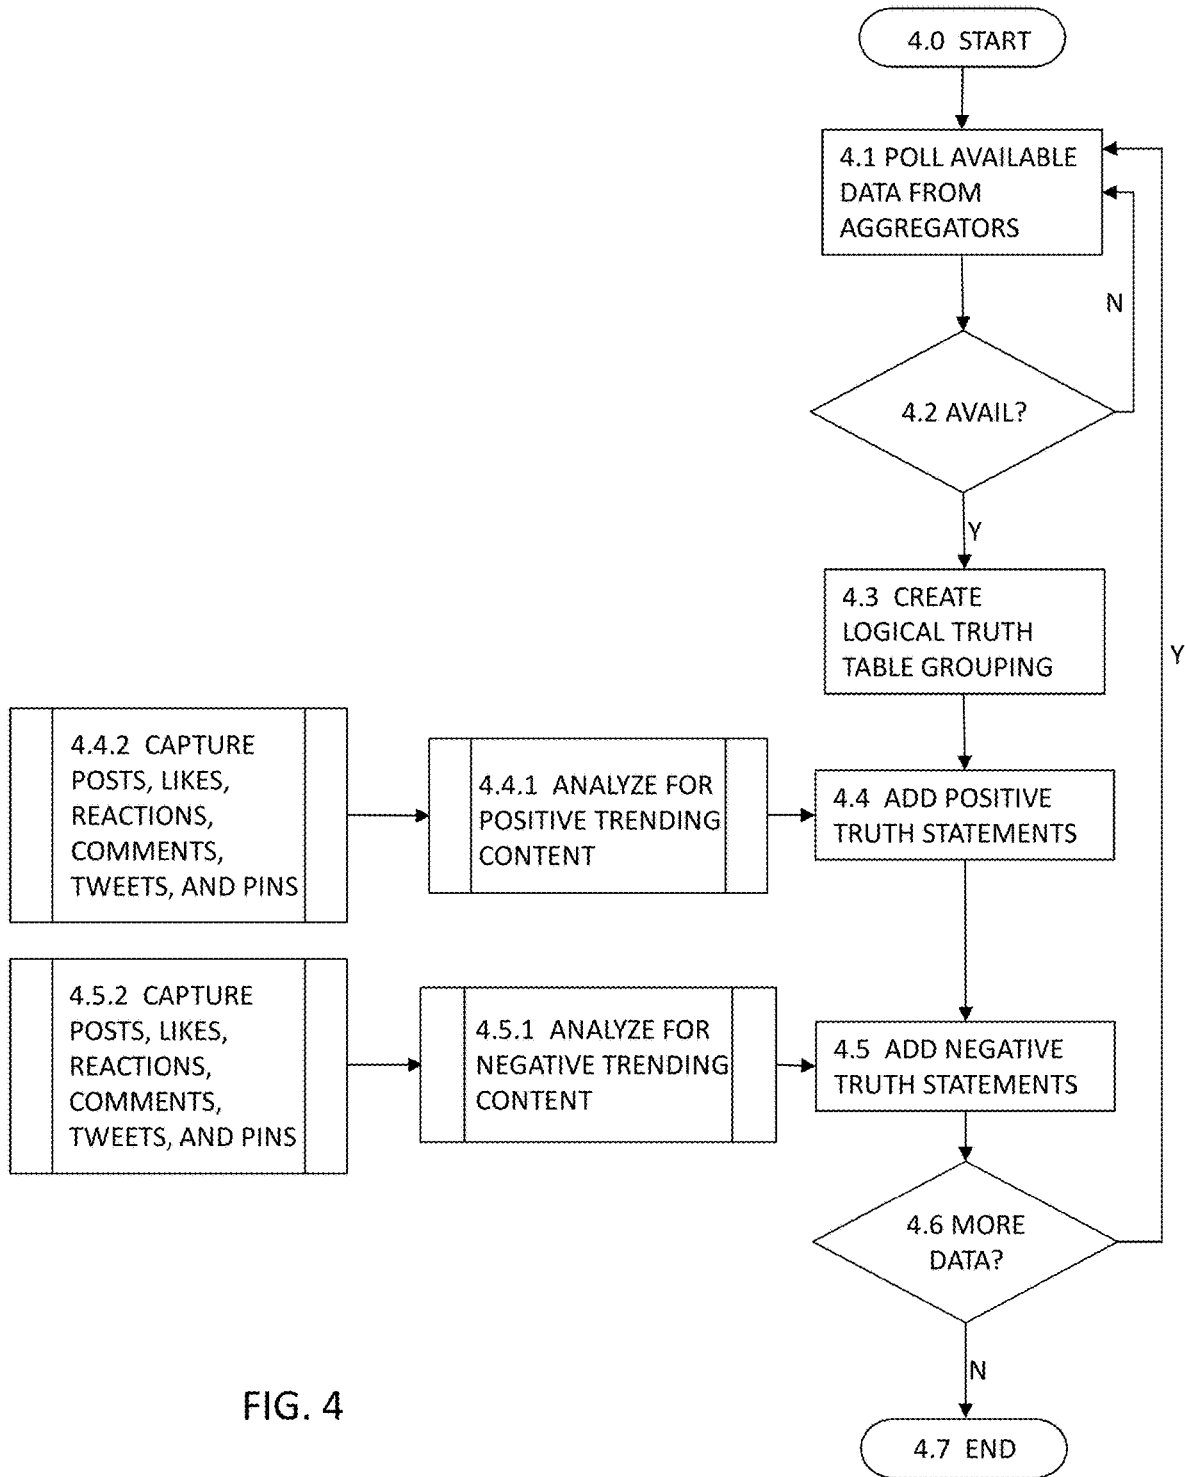 4.0 START
4.1 POLL AVAILABLE
DATA FROM
AGGREGATORS
N
4.2 AVAIL?
Y
4.3 CREATE
LOGICAL TRUTH
TABLE GROUPING
Y
4.4.2 CAPTURE
POSTS, LIKES,
REACTIONS,
COMMENTS,
TWEETS, AND PINS
4.4.1 ANALYZE FOR
POSITIVE TRENDING
CONTENT
4.4 ADD POSITIVE
TRUTH STATEMENTS
4.5.2 CAPTURE
POSTS, LIKES,
REACTIONS,
COMMENTS,
TWEETS, AND PINS
4.5.1 ANALYZE FOR
NEGATIVE TRENDING
CONTENT
4.5 ADD NEGATIVE
TRUTH STATEMENTS
4.6 MORE
DATA?
N
FIG. 4
4.7 END